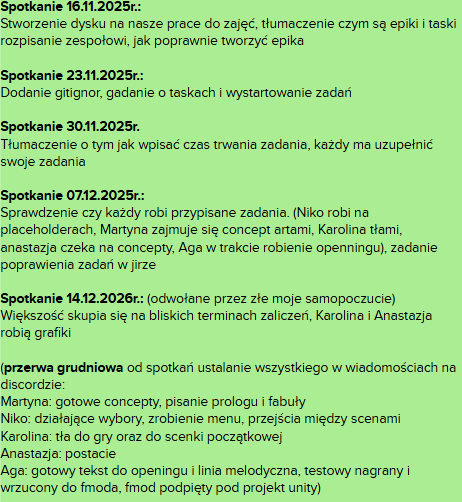 Spotkanie 16.11.2025r.:
Stworzenie dysku na nasze prace do zajęć, tłumaczenie czym są epiki i taski
rozpisanie zespołowi, jak poprawnie tworzyć epika
Spotkanie 23.11.2025r.:
Dodanie gitignor, gadanie o taskach i wystartowanie zadań
Spotkanie 30.11.2025r.
Tłumaczenie o tym jak wpisać czas trwania zadania, każdy ma uzupełnić
swoje zadania
Spotkanie 07.12.2025r.:
Sprawdzenie czy każdy robi przypisane zadania. (Niko robi na
placeholderach, Martyna zajmuje się concept artami, Karolina tłami,
anastazja czeka na concepty, Aga w trakcie robienie openningu), zadanie
poprawienia zadań w jirze
Spotkanie 14.12.2026r.: (odwołane przez złe moje samopoczucie)
Większość skupia się na bliskich terminach zaliczeń, Karolina i Anastazja
robią grafiki
(przerwa grudniowa od spotkań ustalanie wszystkiego w wiadomościach na
discordzie:
Martyna: gotowe concepty, pisanie prologu i fabuły
Niko: działające wybory, zrobienie menu, przejścia między scenami
Karolina: tła do gry oraz do scenki początkowej
Anastazja: postacie
Aga: gotowy tekst do openingu i linia melodyczna, testowy nagrany i
wrzucony do fmoda, fmod podpięty pod projekt unity)